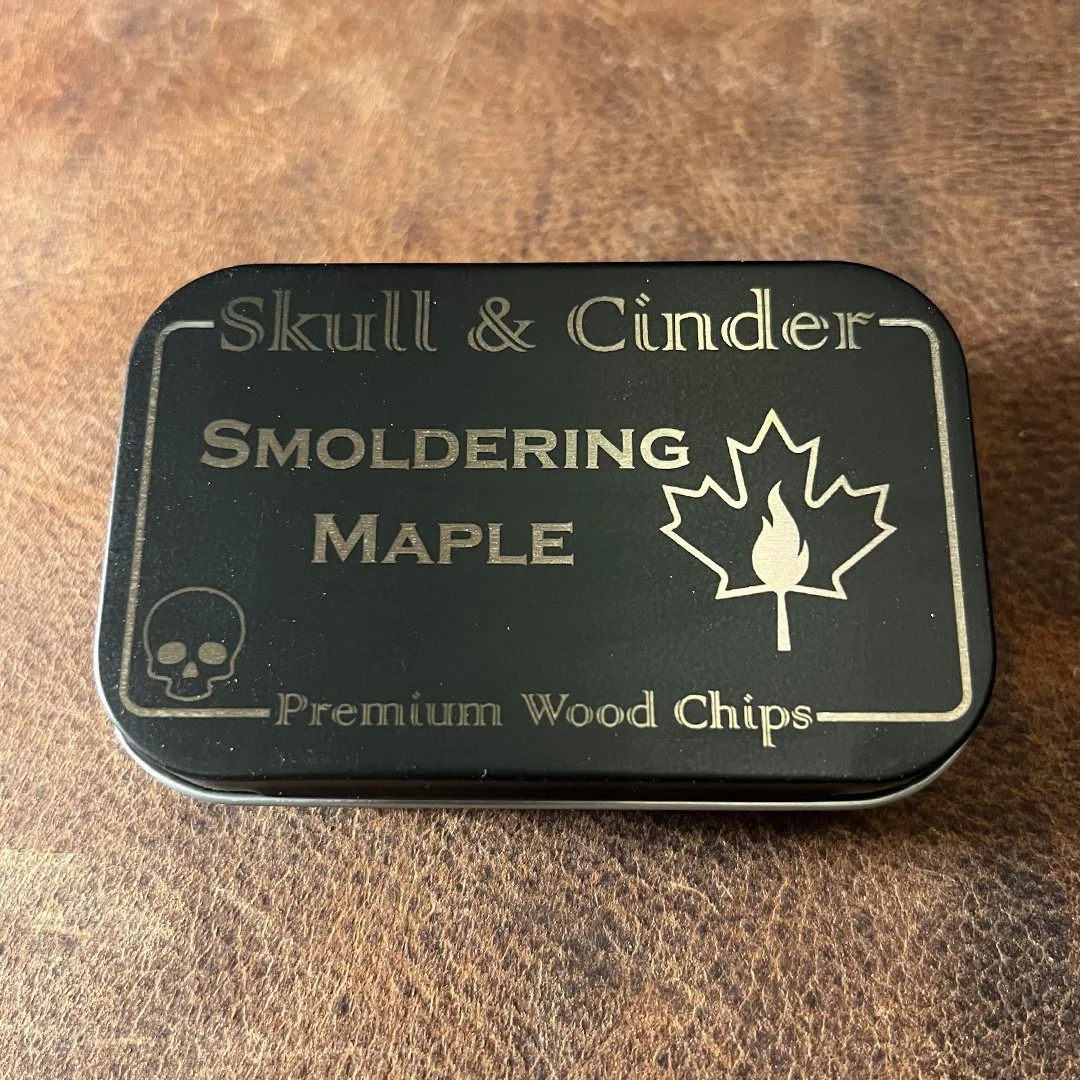 Skull & Cinder
Smoldering
Maple
Premium Wood Chips